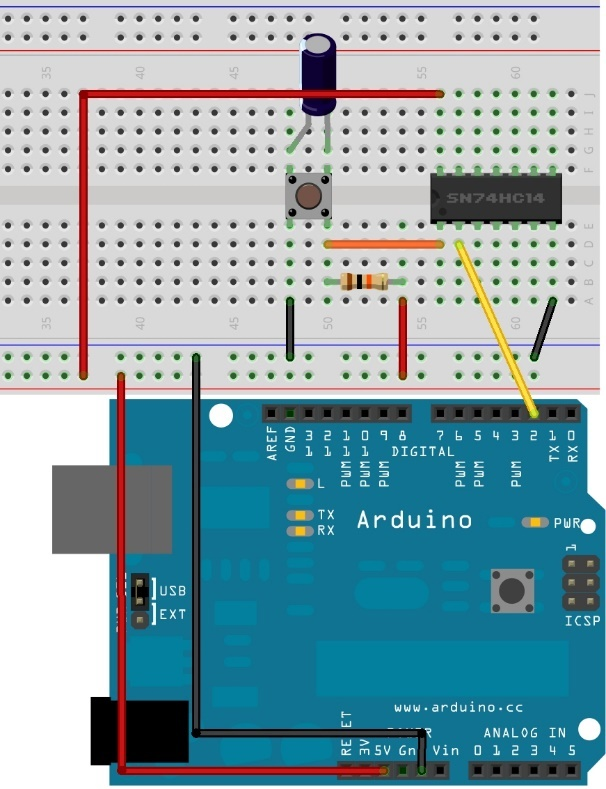 35 40 45 55 60
J
I
H
G
F
SN74HC14
E
D
C
B
A
35 40 45 50 55 60
AREF GND 13 12 11 10 9 8 7 6 5 4 3 2 1 0
PWM PWM PWM PWM PWM PWM TX RX
DIGITAL
L
TX
RX
Arduino
PWR
1
USB
EXT
ICSP
www.arduino.cc
RESET 3V POWER ANALOG IN
5V Gnd Vin 0 1 2 3 4 5